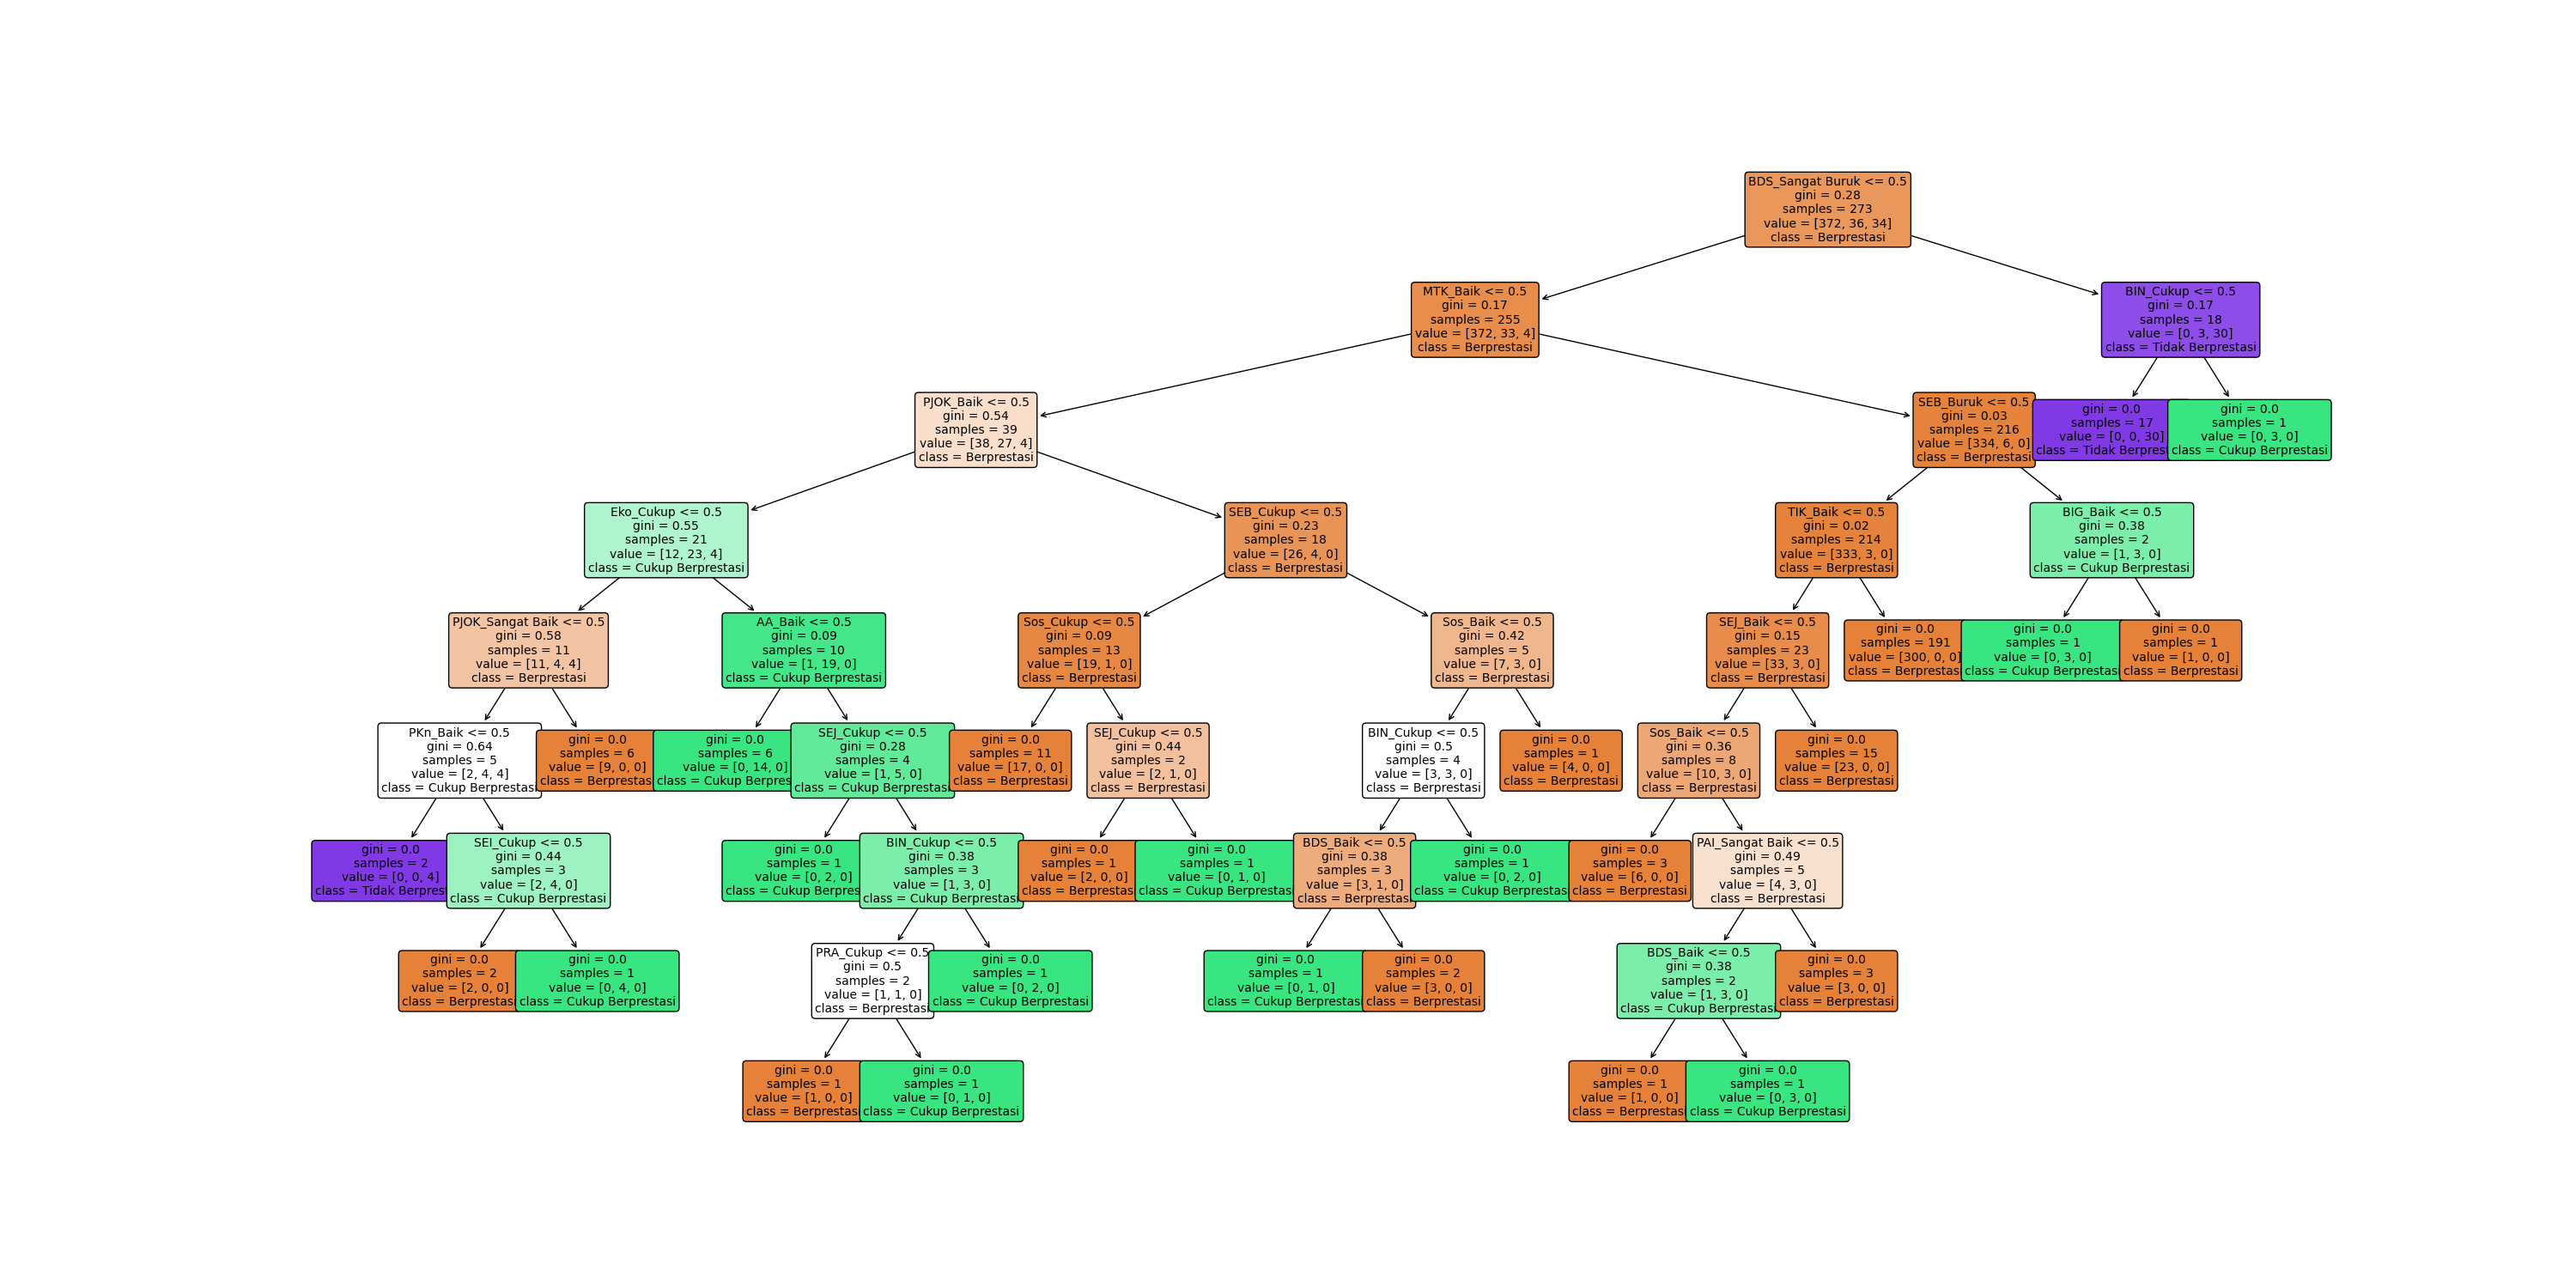 BDS_Sangat Buruk <= 0.5
gini = 0.28
samples = 273
value = [372, 36, 34]
class = Berprestasi
MTK_Baik <= 0.5
gini = 0.17
samples = 255
value = [372, 33, 4]
class = Berprestasi
BIN_Cukup <= 0.5
gini = 0.17
samples = 18
value = [0, 3, 30]
class = Tidak Berprestasi
PJOK_Baik <= 0.5
gini = 0.54
samples = 39
value = [38, 27, 4]
class = Berprestasi
SEB_Buruk <= 0.5
gini = 0.03
samples = 216
value = [334, 6, 0]
class = Berprestasi
gini = 0.0
samples = 17
value = [0, 0, 30]
class = Tidak Berprest
gini = 0.0
samples = 1
value = [0, 3, 0]
class = Cukup Berprestasi
Eko_Cukup <= 0.5
gini = 0.55
samples = 21
value = [12, 23, 4]
class = Cukup Berprestasi
SEB_Cukup <= 0.5
gini = 0.23
samples = 18
value = [26, 4, 0]
class = Berprestasi
TIK_Baik <= 0.5
gini = 0.02
samples = 214
value = [333, 3, 0]
class = Berprestasi
BIG_Baik <= 0.5
gini = 0.38
samples = 2
value = [1, 3, 0]
class = Cukup Berprestasi
PJOK_Sangat Baik <= 0.5
gini = 0.58
samples = 11
value = [11, 4, 4]
class = Berprestasi
AA_Baik <= 0.5
gini = 0.09
samples = 10
value = [1, 19, 0]
class = Cukup Berprestasi
Sos_Cukup <= 0.5
gini = 0.09
samples = 13
value = [19, 1, 0]
class = Berprestasi
Sos_Baik <= 0.5
gini = 0.42
samples = 5
value = [7, 3, 0]
class = Berprestasi
SEJ_Baik <= 0.5
gini = 0.15
samples = 23
value = [33, 3, 0]
class = Berprestasi
gini = 0.0
samples = 191
value = [300, 0, 0]
class = Berprestas
gini = 0.0
samples = 1
value = [0, 3, 0]
class = Cukup Berprestas
gini = 0.0
samples = 1
value = [1, 0, 0]
class = Berprestasi
PKn_Baik <= 0.5
gini = 0.64
samples = 5
value = [2, 4, 4]
class = Cukup Berprestas
gini = 0.0
samples = 6
value = [9, 0, 0]
class = Berprestas
gini = 0.0
samples = 6
value = [0, 14, 0]
class = Cukup Berpres
SEJ_Cukup <= 0.5
gini = 0.28
samples = 4
value = [1, 5, 0]
class = Cukup Berprestasi
gini = 0.0
samples = 11
value = [17, 0, 0]
class = Berprestasi
SEJ_Cukup <= 0.5
gini = 0.44
samples = 2
value = [2, 1, 0]
class = Berprestasi
BIN_Cukup <= 0.5
gini = 0.5
samples = 4
value = [3, 3, 0]
class = Berprestasi
gini = 0.0
samples = 1
value = [4, 0, 0]
class = Berprestasi
Sos_Baik <= 0.5
gini = 0.36
samples = 8
value = [10, 3, 0]
class = Berprestasi
gini = 0.0
samples = 15
value = [23, 0, 0]
class = Berprestasi
gini = 0.0
samples = 2
value = [0, 0, 4]
class = Tidak Berprest
SEI_Cukup <= 0.5
gini = 0.44
samples = 3
value = [2, 4, 0]
class = Cukup Berprestasi
gini = 0.0
samples = 1
value = [0, 2, 0]
class = Cukup Berpres
BIN_Cukup <= 0.5
gini = 0.38
samples = 3
value = [1, 3, 0]
class = Cukup Berprestasi
gini = 0.0
samples = 1
value = [2, 0, 0]
class = Berprestas
gini = 0.0
samples = 1
value = [0, 1, 0]
class = Cukup Berprestas
BDS_Baik <= 0.5
gini = 0.38
samples = 3
value = [3, 1, 0]
class = Berprestasi
gini = 0.0
samples = 1
value = [0, 2, 0]
class = Cukup Berprestas
gini = 0.0
samples = 3
value = [6, 0, 0]
class = Berprestasi
PAI_Sangat Baik <= 0.5
gini = 0.49
samples = 5
value = [4, 3, 0]
class = Berprestasi
gini = 0.0
samples = 2
value = [2, 0, 0]
class = Berprestas
gini = 0.0
samples = 1
value = [0, 4, 0]
class = Cukup Berprestasi
PRA_Cukup <= 0.5
gini = 0.5
samples = 2
value = [1, 1, 0]
class = Berprestasi
gini = 0.0
samples = 1
value = [0, 2, 0]
class = Cukup Berprestasi
gini = 0.0
samples = 1
value = [0, 1, 0]
class = Cukup Berprestas
gini = 0.0
samples = 2
value = [3, 0, 0]
class = Berprestasi
BDS_Baik <= 0.5
gini = 0.38
samples = 2
value = [1, 3, 0]
class = Cukup Berprestasi
gini = 0.0
samples = 3
value = [3, 0, 0]
class = Berprestasi
gini = 0.0
samples = 1
value = [1, 0, 0]
class = Berprestas
gini = 0.0
samples = 1
value = [0, 1, 0]
class = Cukup Berprestasi
gini = 0.0
samples = 1
value = [1, 0, 0]
class = Berprestas
gini = 0.0
samples = 1
value = [0, 3, 0]
class = Cukup Berprestasi